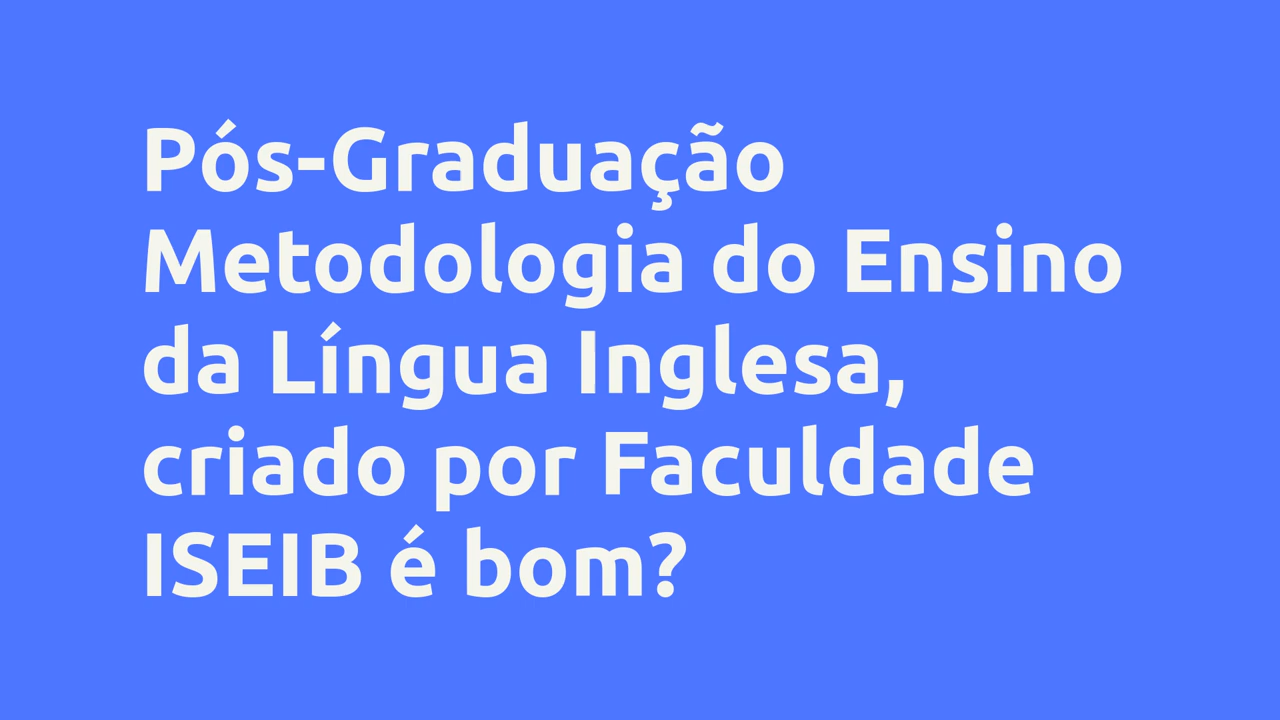 Pós-Graduação
Metodologia do Ensino
da Língua Inglesa,
criado por Faculdade
ISEIB é bom?